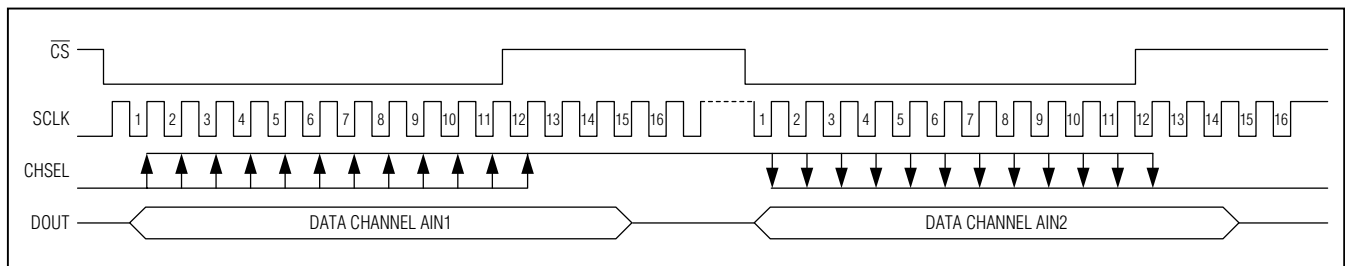 C̅S̅
SCLK 1 2 3 4 5 6 7 8 9 10 11 12 13 14 15 16 1 2 3 4 5 6 7 8 9 10 11 12 13 14 15 16
CHSEL
DOUT DATA CHANNEL AIN1 DATA CHANNEL AIN2